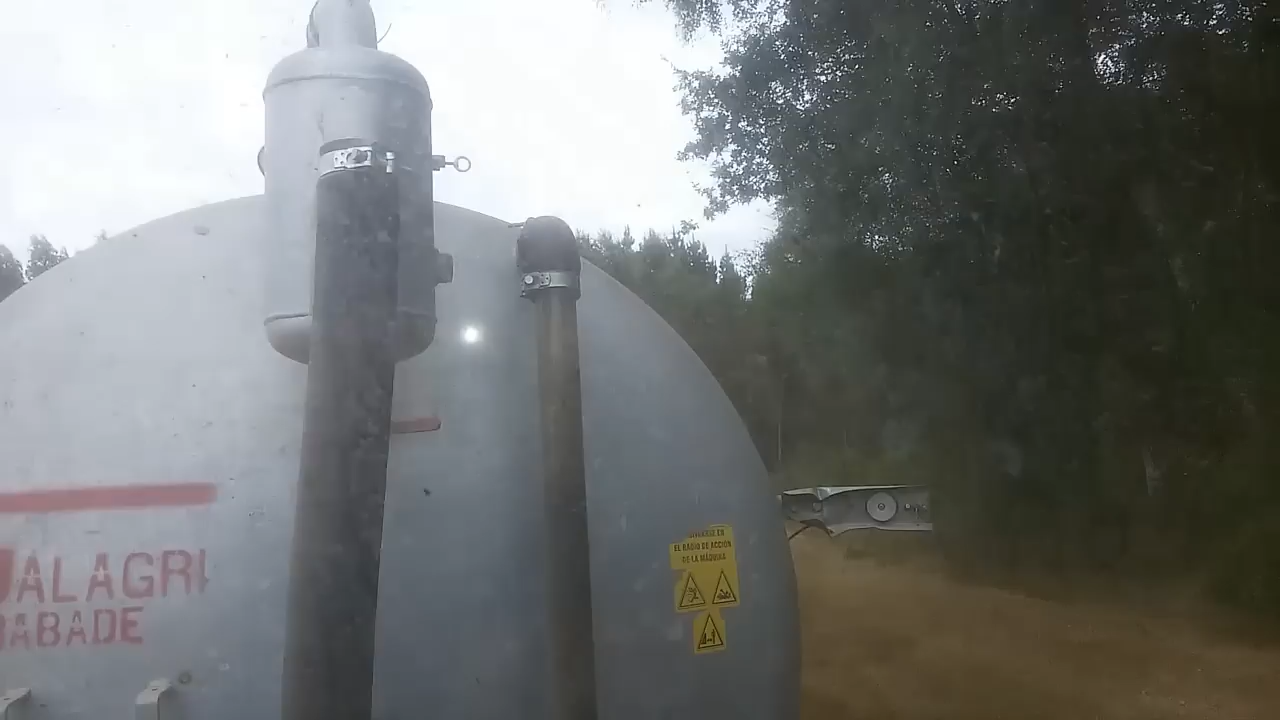 ALAGRI
BABADE
EL RADIO DE ACCIÓN
DE LA MÁQUINA